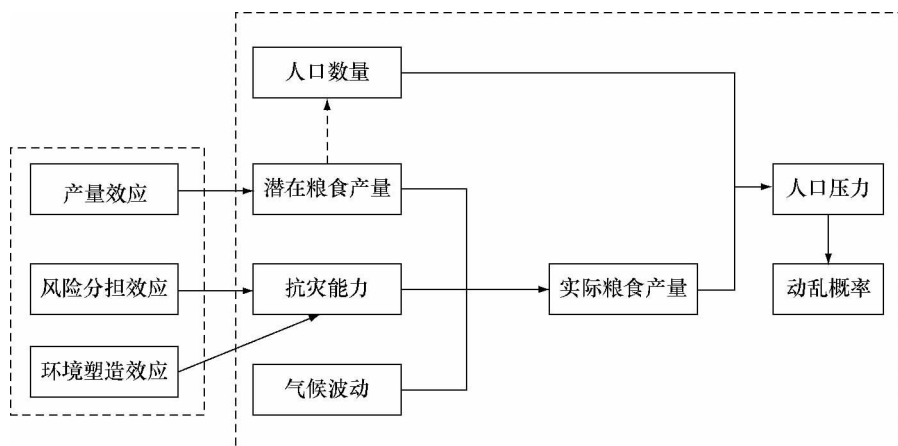 人口数量
产量效应
潜在粮食产量
人口压力
风险分担效应
抗灾能力
实际粮食产量
动乱概率
环境塑造效应
气候波动